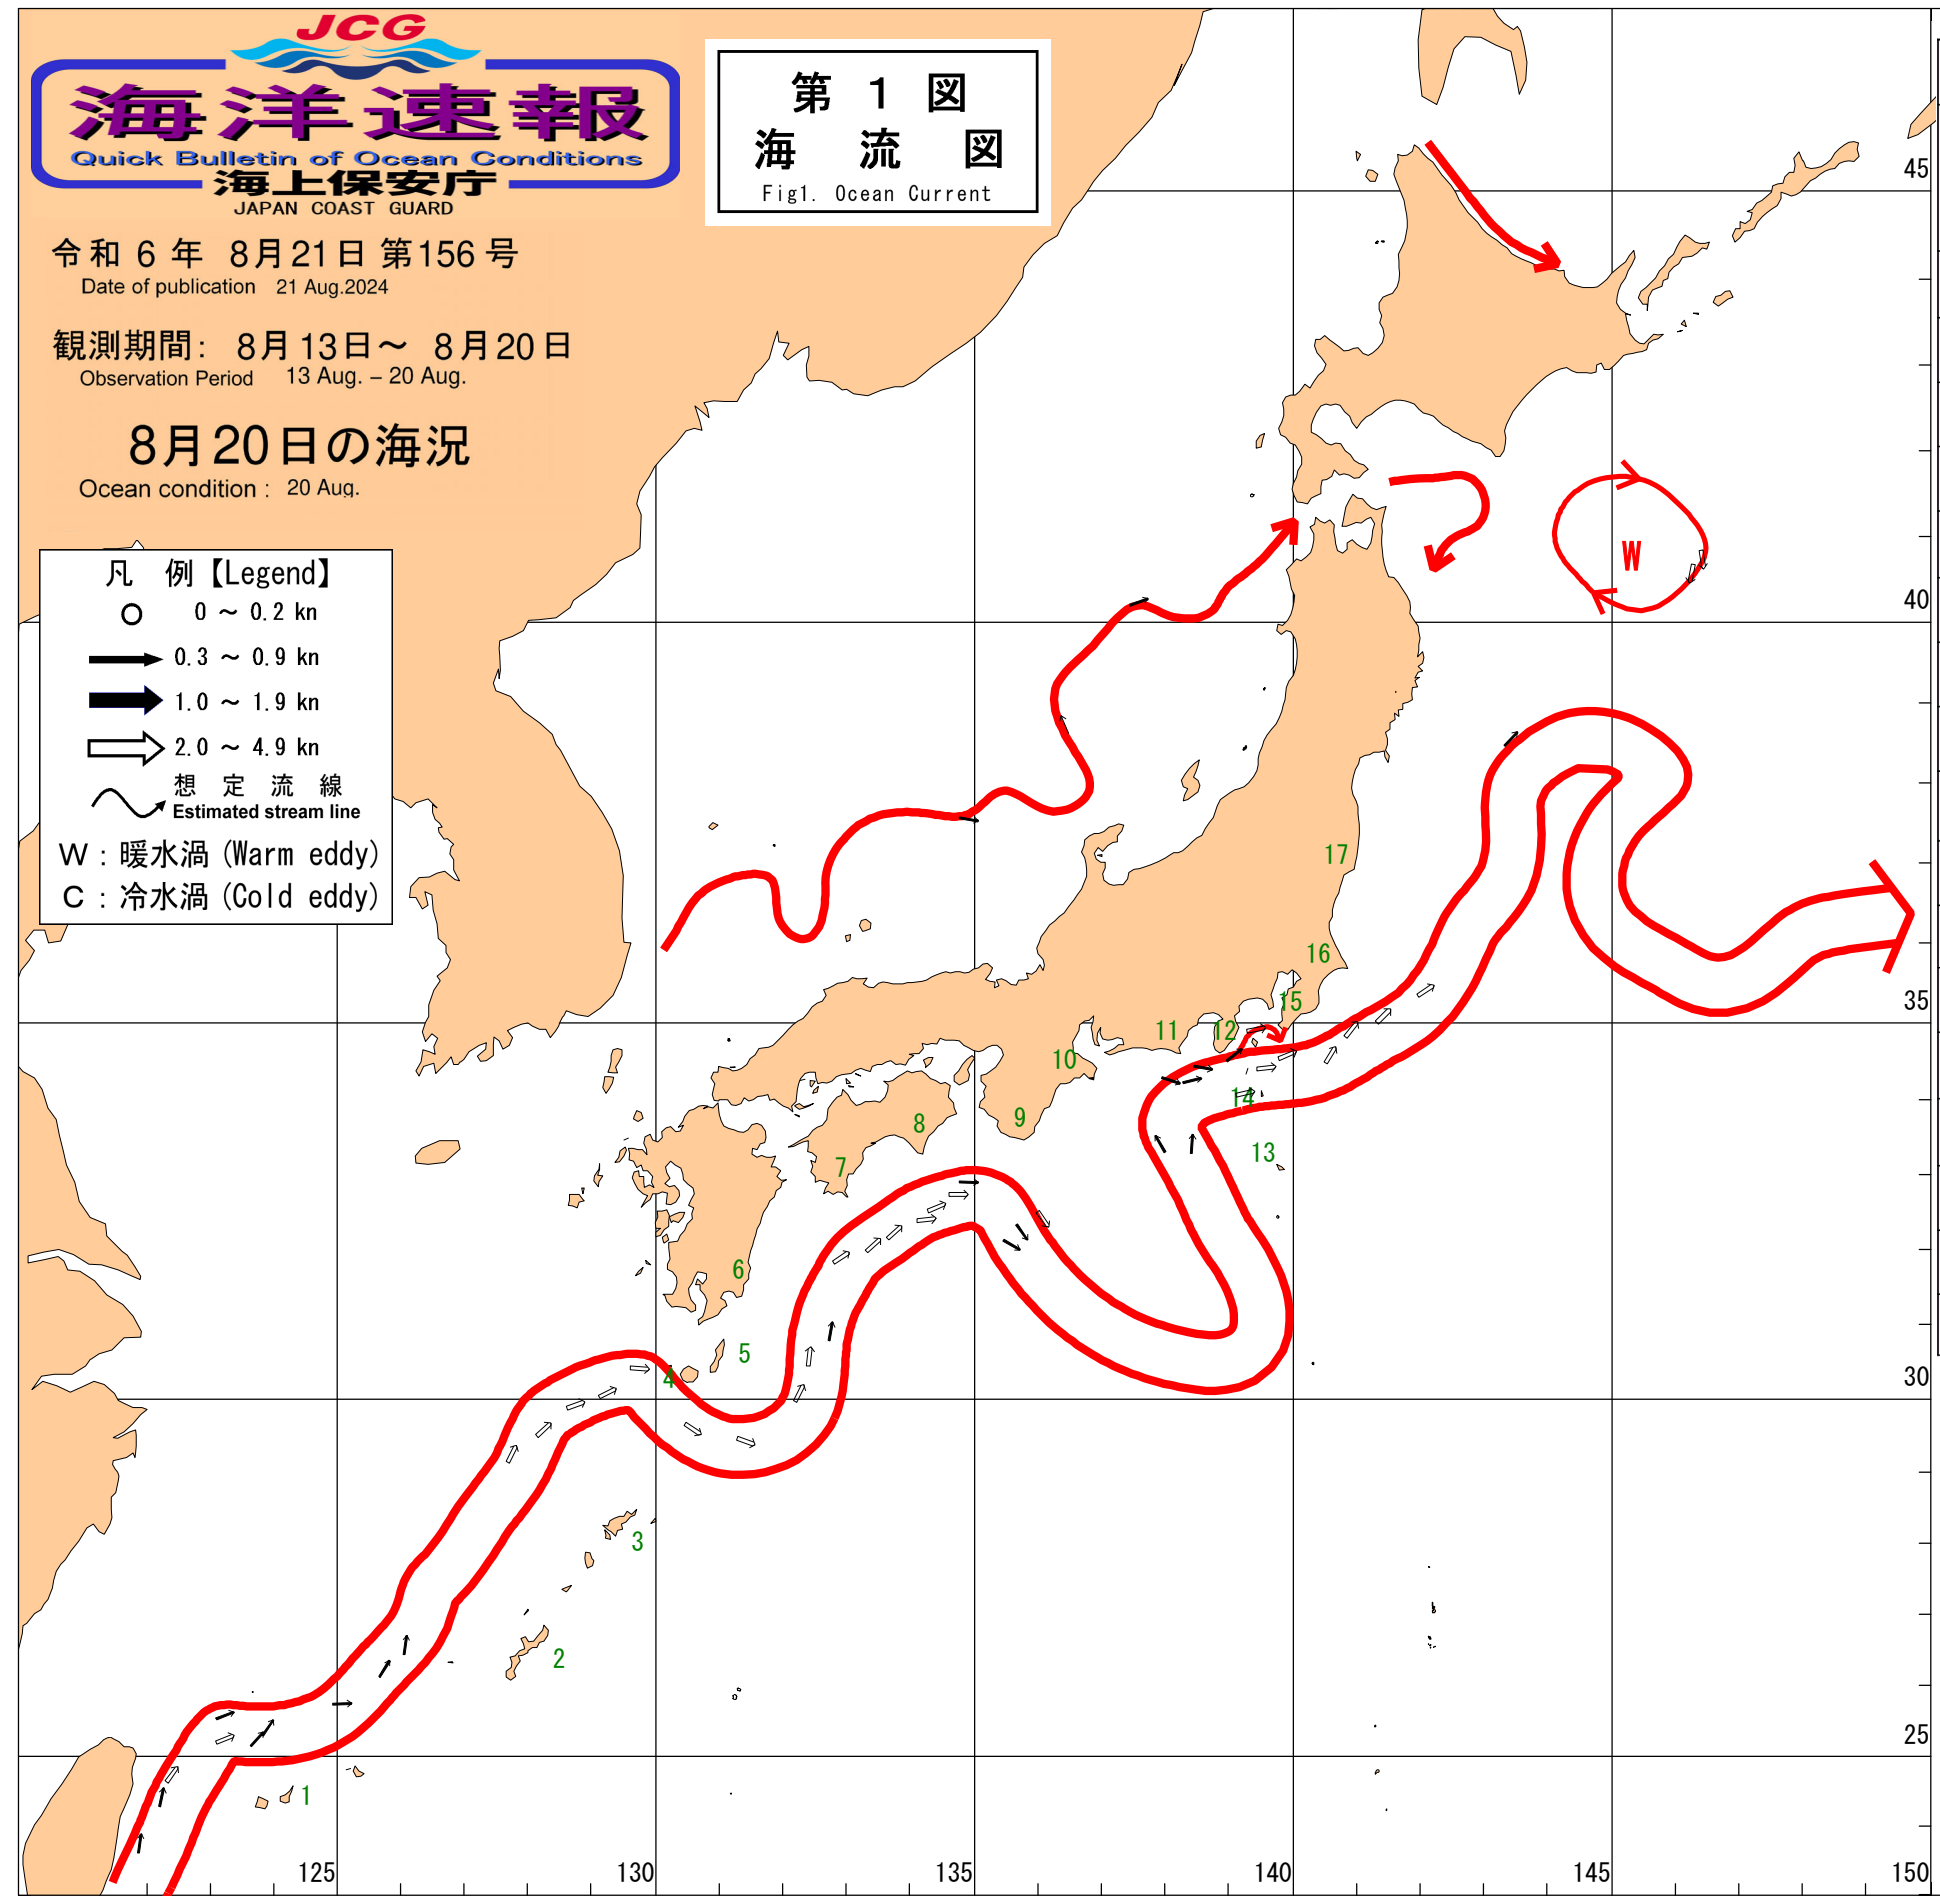 JCG
海洋速報
Quick Bulletin of Ocean Conditions
海上保安庁
JAPAN COAST GUARD
第 1 図
海 流 図
Fig1. Ocean Current
令和 6 年 8月21日 第156号
Date of publication 21 Aug.2024
観測期間: 8月13日～ 8月20日
Observation Period 13 Aug. – 20 Aug.
8月20日の海況
Ocean condition : 20 Aug.
凡 例【Legend】
0 ～ 0.2 kn
0.3 ～ 0.9 kn
1.0 ～ 1.9 kn
2.0 ～ 4.9 kn
想 定 流 線
Estimated stream line
W : 暖水渦 (Warm eddy)
C : 冷水渦 (Cold eddy)
45
W
40
17
16
35
15
12
11
10
14
9
8
13
7
6
5
4
30
3
2
25
1
125
130
135
140
145
150